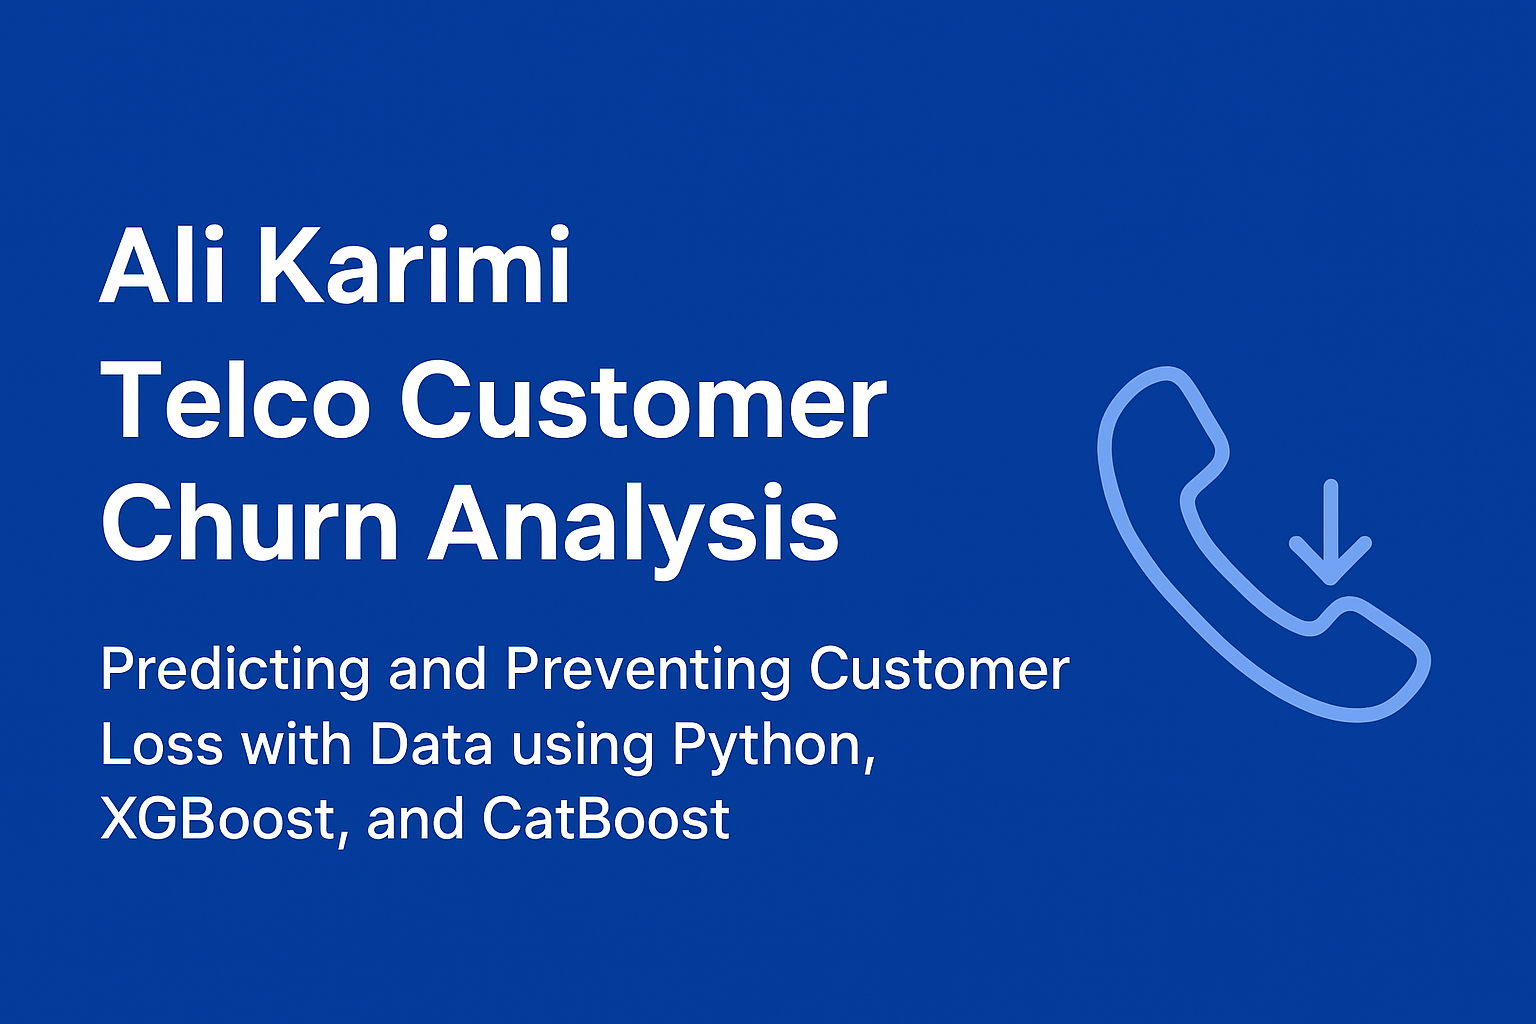 Ali Karimi
Telco Customer
Churn Analysis
Predicting and Preventing Customer
Loss with Data using Python,
XGBoost, and CatBoost